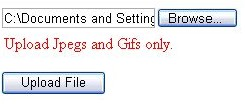 C:\Documents and Setting Browse...
Upload Jpegs and Gifs only.
Upload File